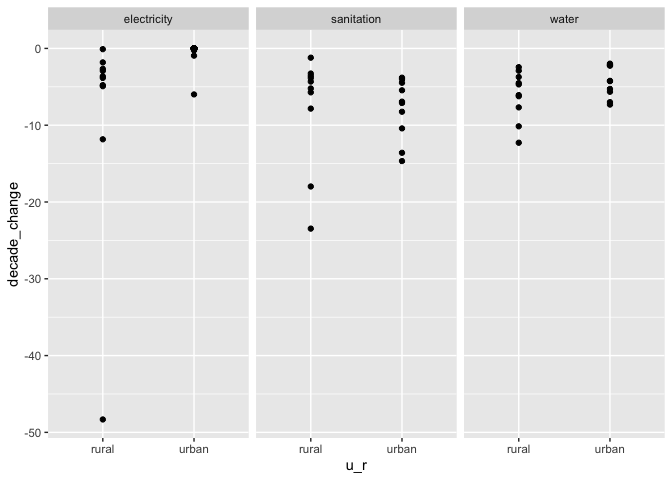 electricity sanitation water
0
-10
-20
-30
-40
-50
decade_change
rural urban rural urban rural urban
u_r